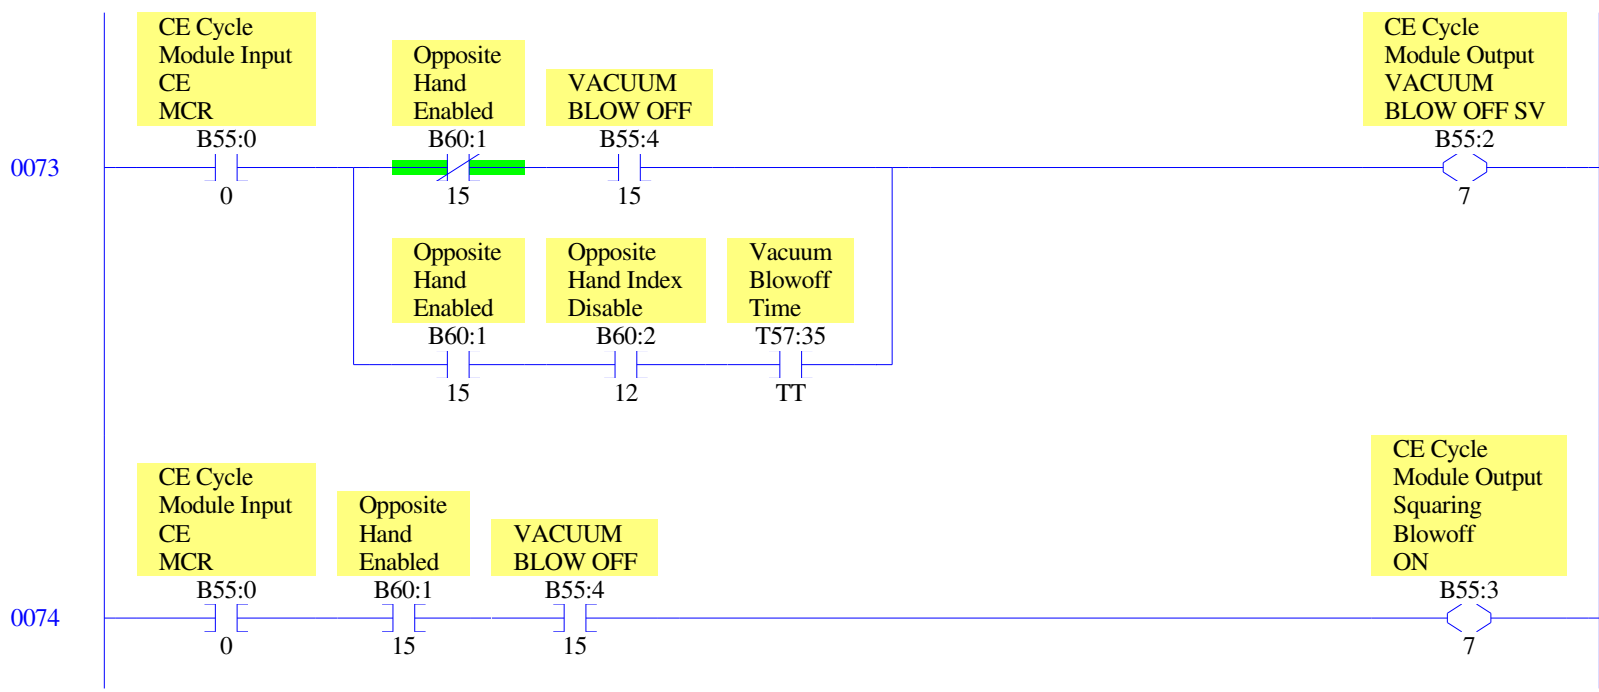 CE Cycle
Module Input
CE
MCR
B55:0
0
Opposite
Hand
Enabled
B60:1
15
VACUUM
BLOW OFF
B55:4
15
CE Cycle
Module Output
VACUUM
BLOW OFF SV
B55:2
7
0073
Opposite
Hand
Enabled
B60:1
15
Opposite
Hand Index
Disable
B60:2
12
Vacuum
Blowoff
Time
T57:35
TT
CE Cycle
Module Input
CE
MCR
B55:0
0
Opposite
Hand
Enabled
B60:1
15
VACUUM
BLOW OFF
B55:4
15
CE Cycle
Module Output
Squaring
Blowoff
ON
B55:3
7
0074